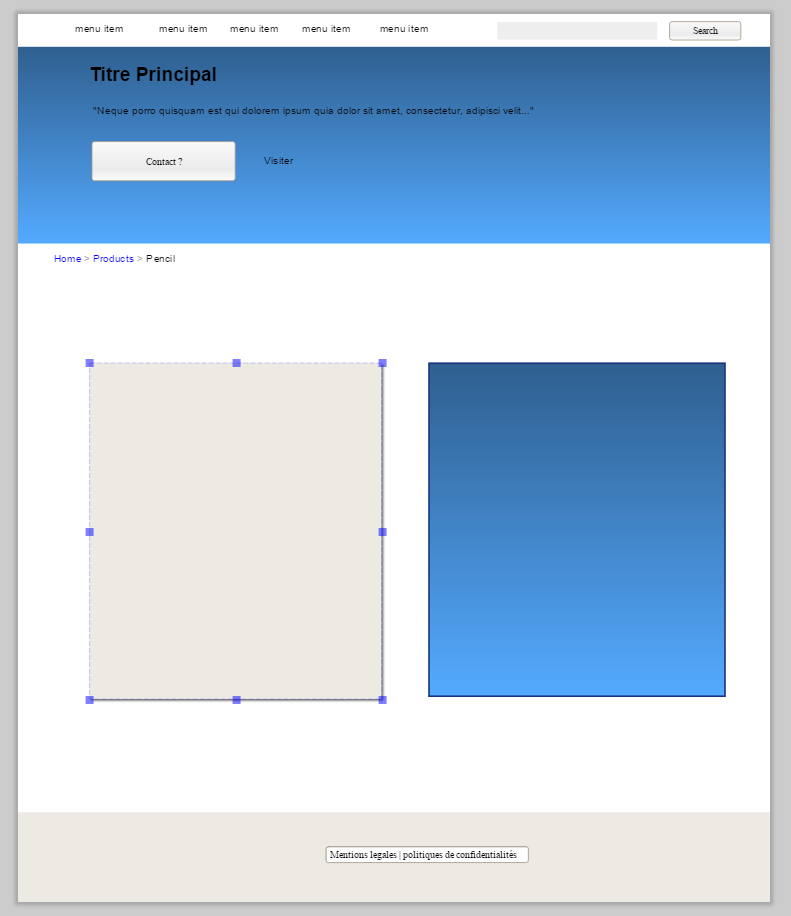 menu item menu item menu item menu item menu item Search
Titre Principal
"Neque porro quisquam est qui dolorem ipsum quia dolor sit amet, consectetur, adipisci velit..."
Contact ? Visiter
Home > Products > Pencil
Mentions legales | politiques de confidentialités